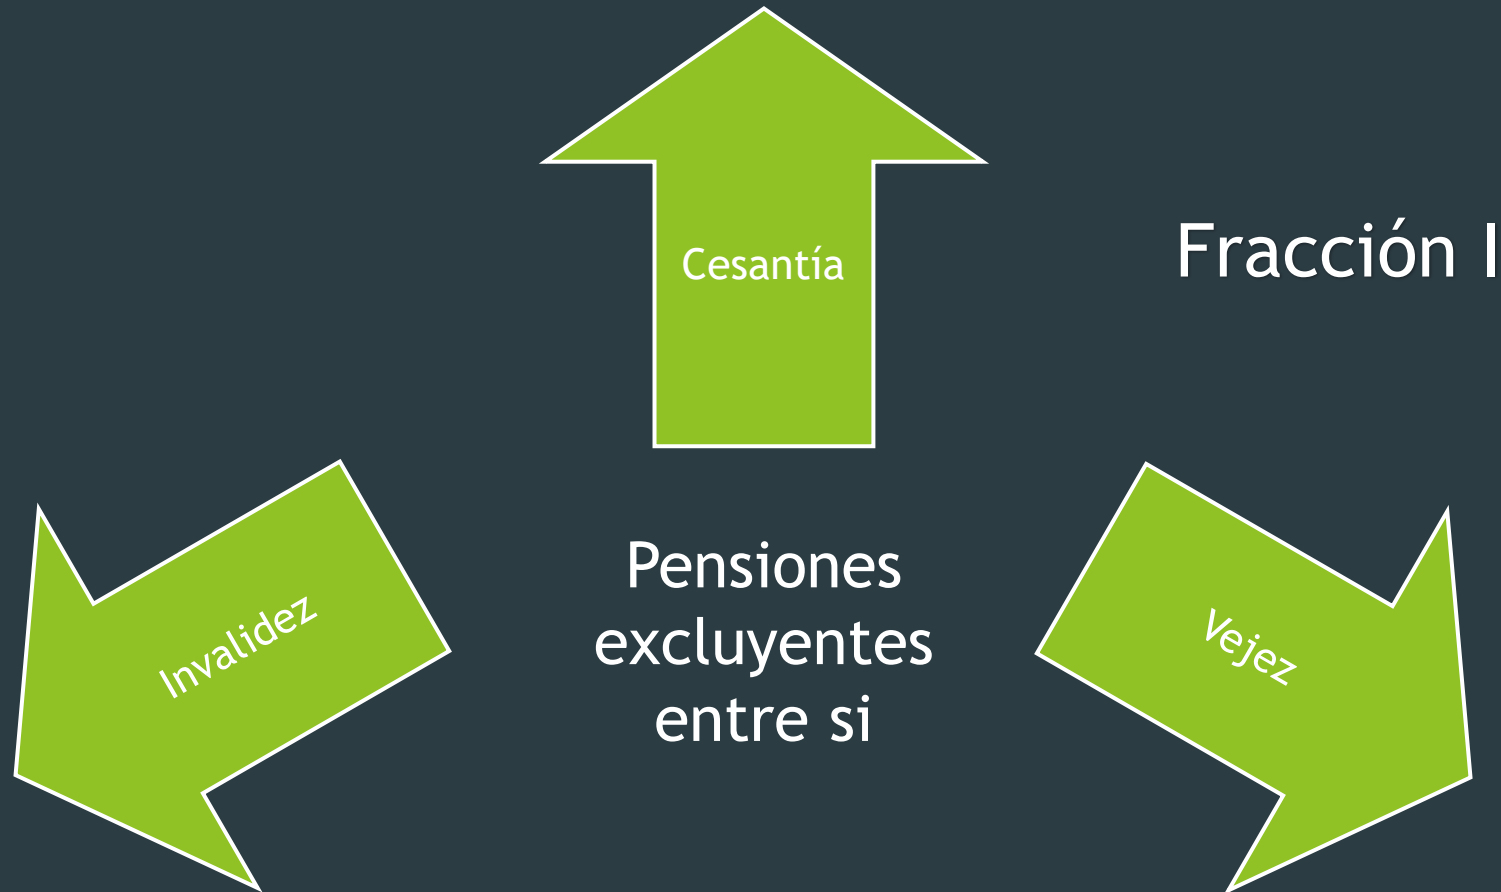 Cesantía
Fracción I
Invalidez
Pensiones
excluyentes
entre si
Vejez